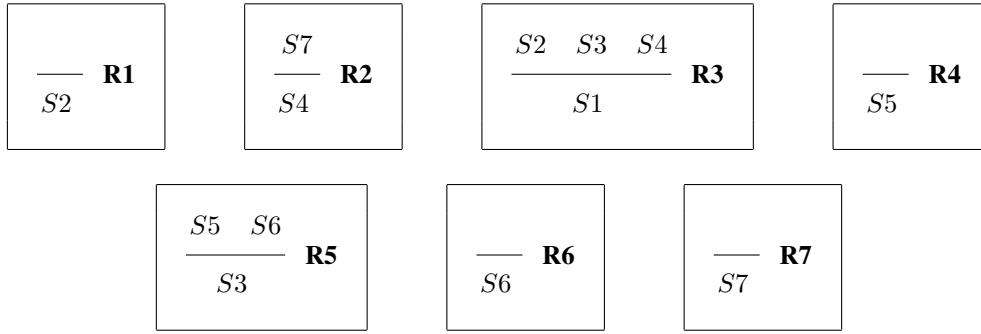 S7 S2 S3 S4
R1 R2 R3 R4
S2 S4 S1 S5
S5 S6
R5 R6 R7
S3 S6 S7